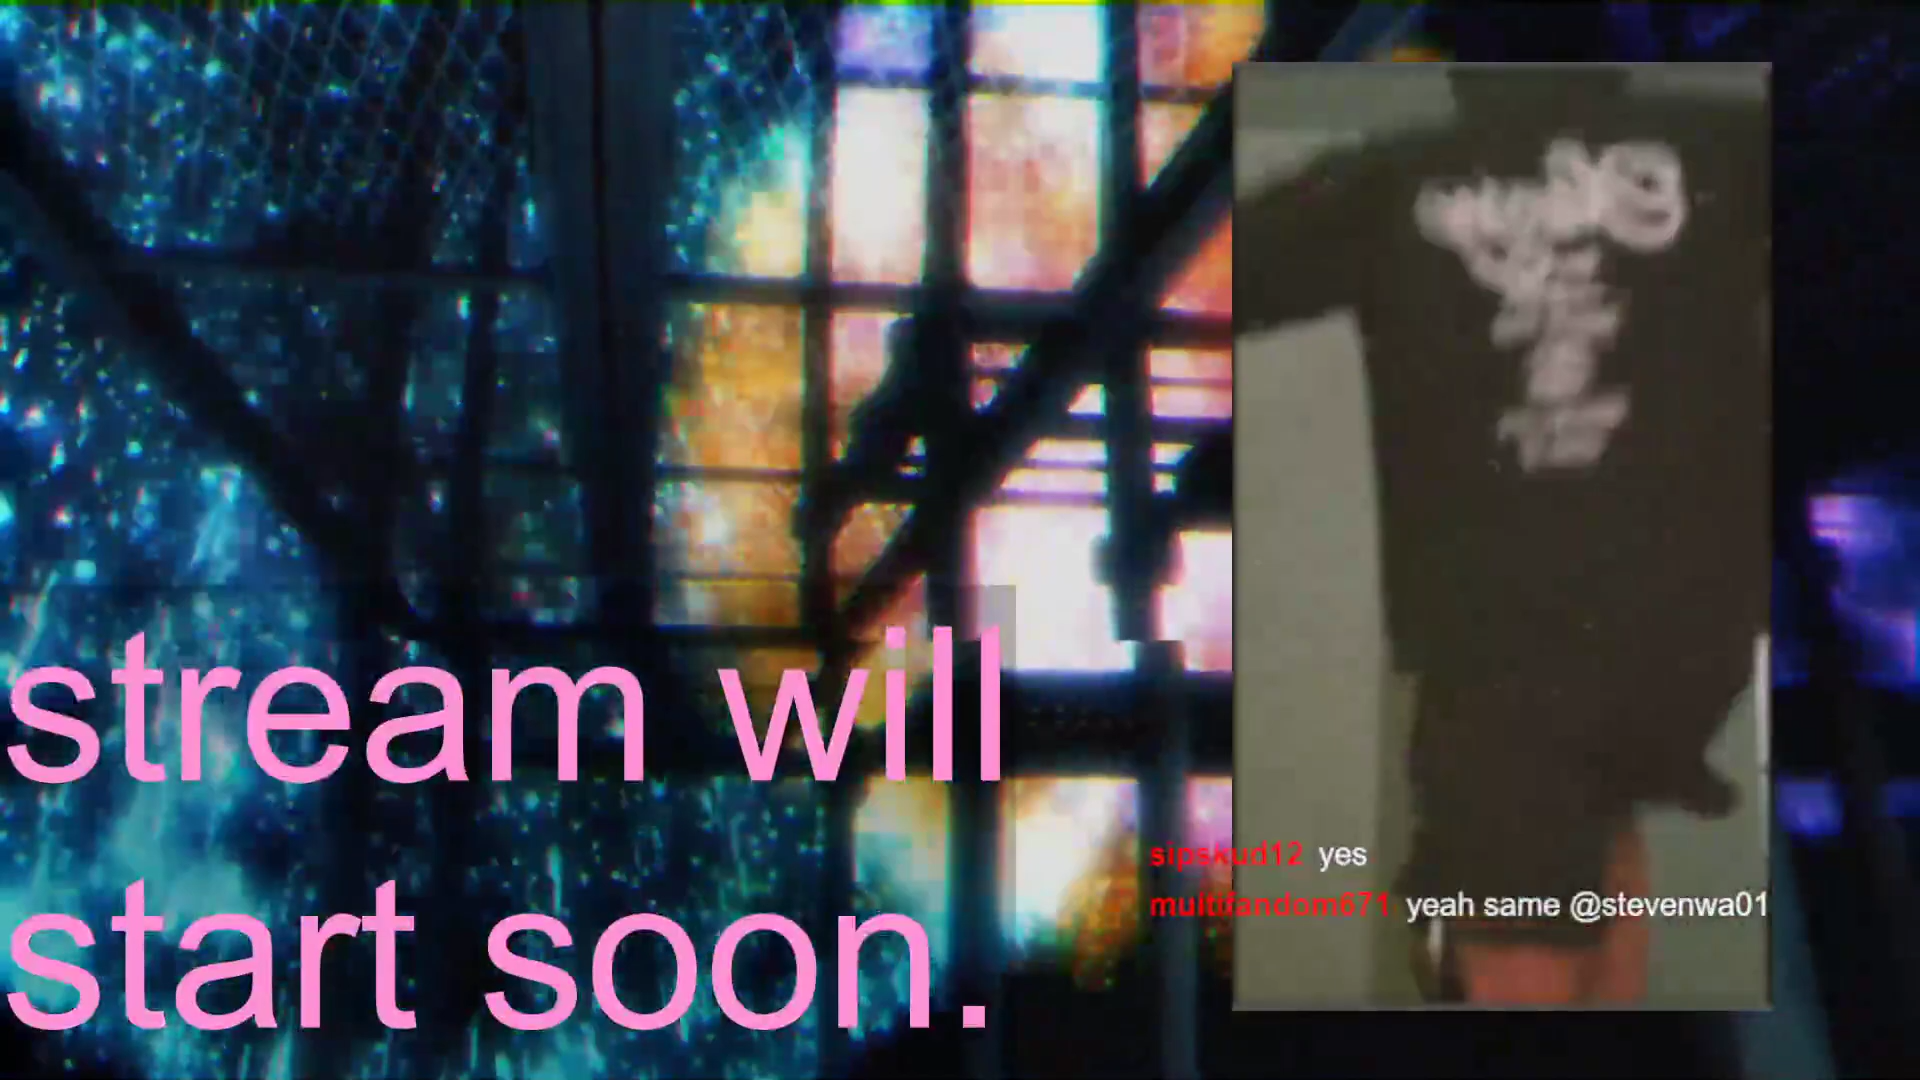 stream will
start soon.
sipskud12 yes
multifandom671 yeah same @stevenwa01